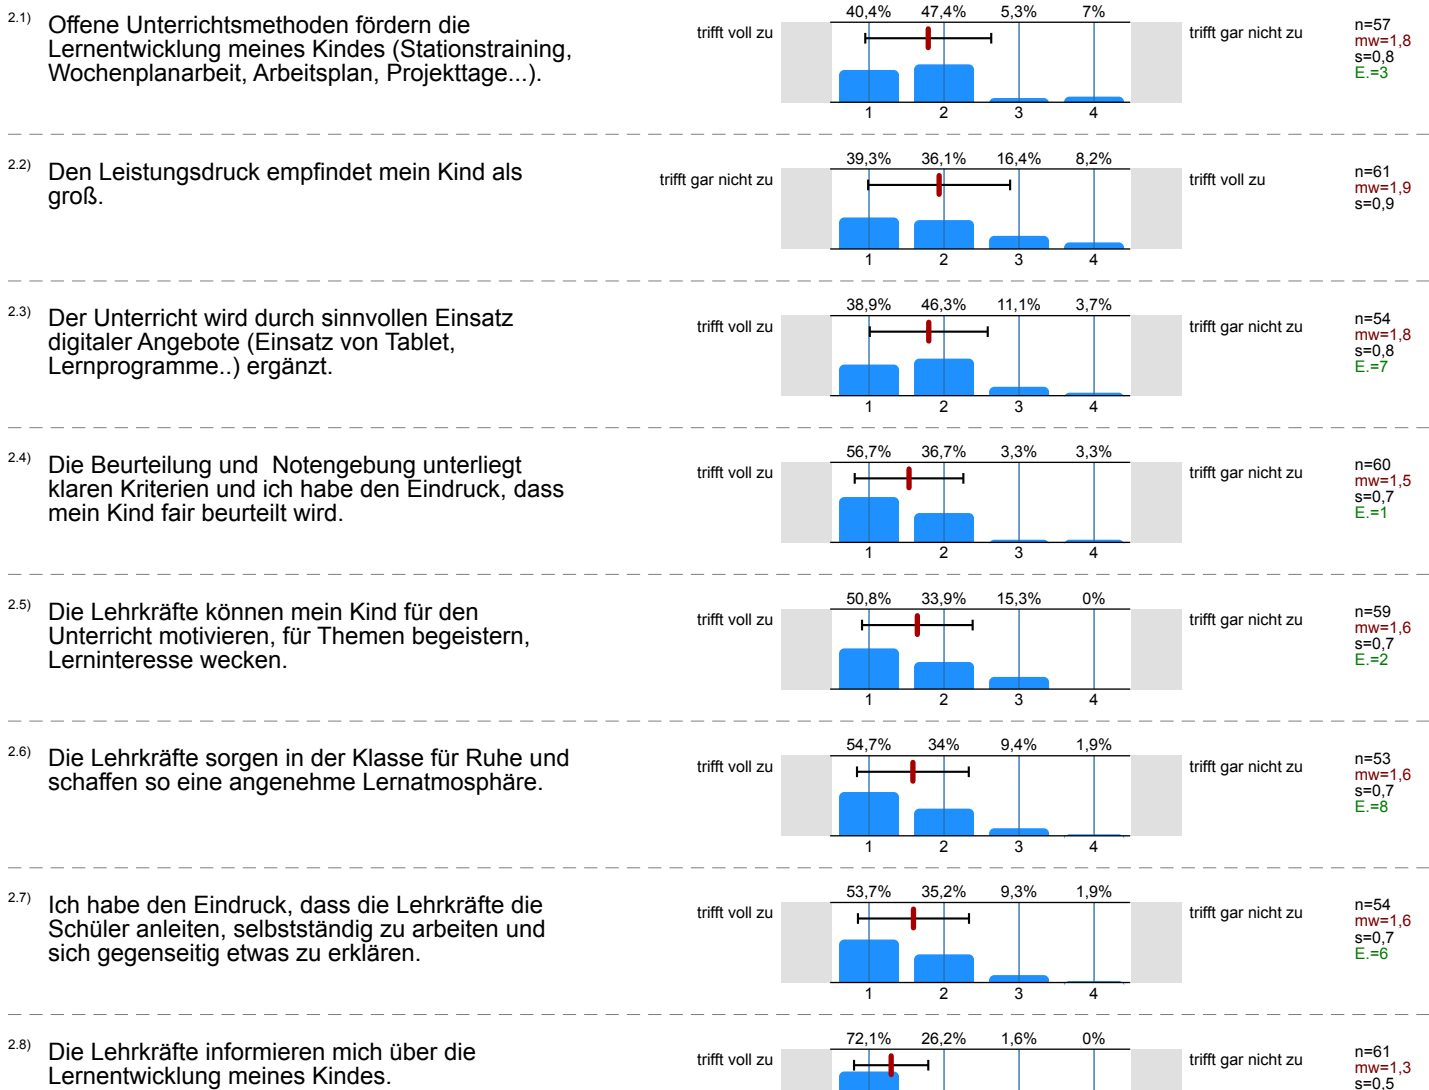 2.1) Offene Unterrichtsmethoden fördern die
Lernentwicklung meines Kindes (Stationstraining,
Wochenplanarbeit, Arbeitsplan, Projekttage...).
trifft voll zu
40,4% 47,4% 5,3% 7%
1 2 3 4
trifft gar nicht zu
n=57
mw=1,8
s=0,8
E.=3
2.2) Den Leistungsdruck empfindet mein Kind als
groß.
trifft gar nicht zu
39,3% 36,1% 16,4% 8,2%
1 2 3 4
trifft voll zu
n=61
mw=1,9
s=0,9
2.3) Der Unterricht wird durch sinnvollen Einsatz
digitaler Angebote (Einsatz von Tablet,
Lernprogramme..) ergänzt.
trifft voll zu
38,9% 46,3% 11,1% 3,7%
1 2 3 4
trifft gar nicht zu
n=54
mw=1,8
s=0,8
E.=7
2.4) Die Beurteilung und  Notengebung unterliegt
klaren Kriterien und ich habe den Eindruck, dass
mein Kind fair beurteilt wird.
trifft voll zu
56,7% 36,7% 3,3% 3,3%
1 2 3 4
trifft gar nicht zu
n=60
mw=1,5
s=0,7
E.=1
2.5) Die Lehrkräfte können mein Kind für den
Unterricht motivieren, für Themen begeistern,
Lerninteresse wecken.
trifft voll zu
50,8% 33,9% 15,3% 0%
1 2 3 4
trifft gar nicht zu
n=59
mw=1,6
s=0,7
E.=2
2.6) Die Lehrkräfte sorgen in der Klasse für Ruhe und
schaffen so eine angenehme Lernatmosphäre.
trifft voll zu
54,7% 34% 9,4% 1,9%
1 2 3 4
trifft gar nicht zu
n=53
mw=1,6
s=0,7
E.=8
2.7) Ich habe den Eindruck, dass die Lehrkräfte die
Schüler anleiten, selbstständig zu arbeiten und
sich gegenseitig etwas zu erklären.
trifft voll zu
53,7% 35,2% 9,3% 1,9%
1 2 3 4
trifft gar nicht zu
n=54
mw=1,6
s=0,7
E.=6
2.8) Die Lehrkräfte informieren mich über die
Lernentwicklung meines Kindes.
trifft voll zu
72,1% 26,2% 1,6% 0%
trifft gar nicht zu
n=61
mw=1,3
s=0,5